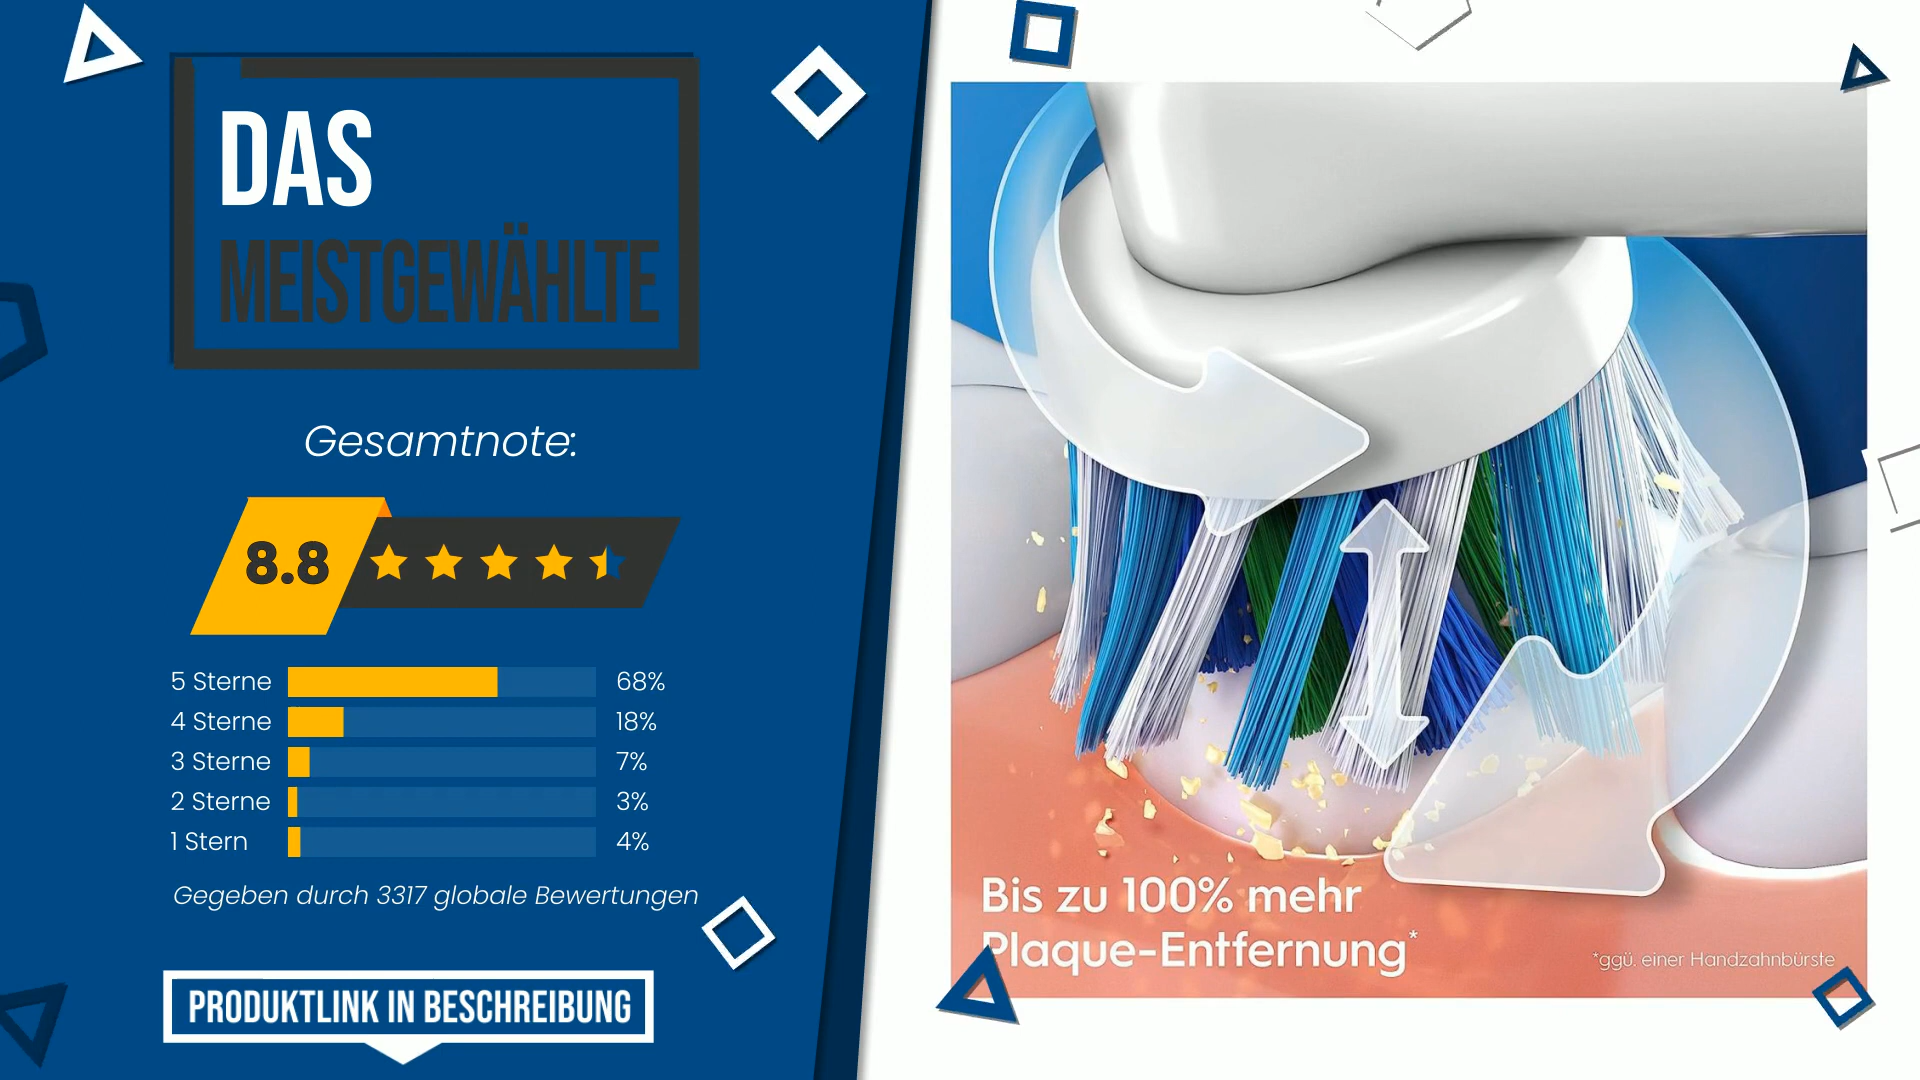 DAS
MEISTGEWÄHLTE
Gesamtnote:
8.8
5 Sterne 68%
4 Sterne 18%
3 Sterne 7%
2 Sterne 3%
1 Stern 4%
Gegeben durch 3317 globale Bewertungen
PRODUKTLINK IN BESCHREIBUNG
Bis zu 100% mehr
Plaque-Entfernung*
*ggü. einer Handzahnbürste